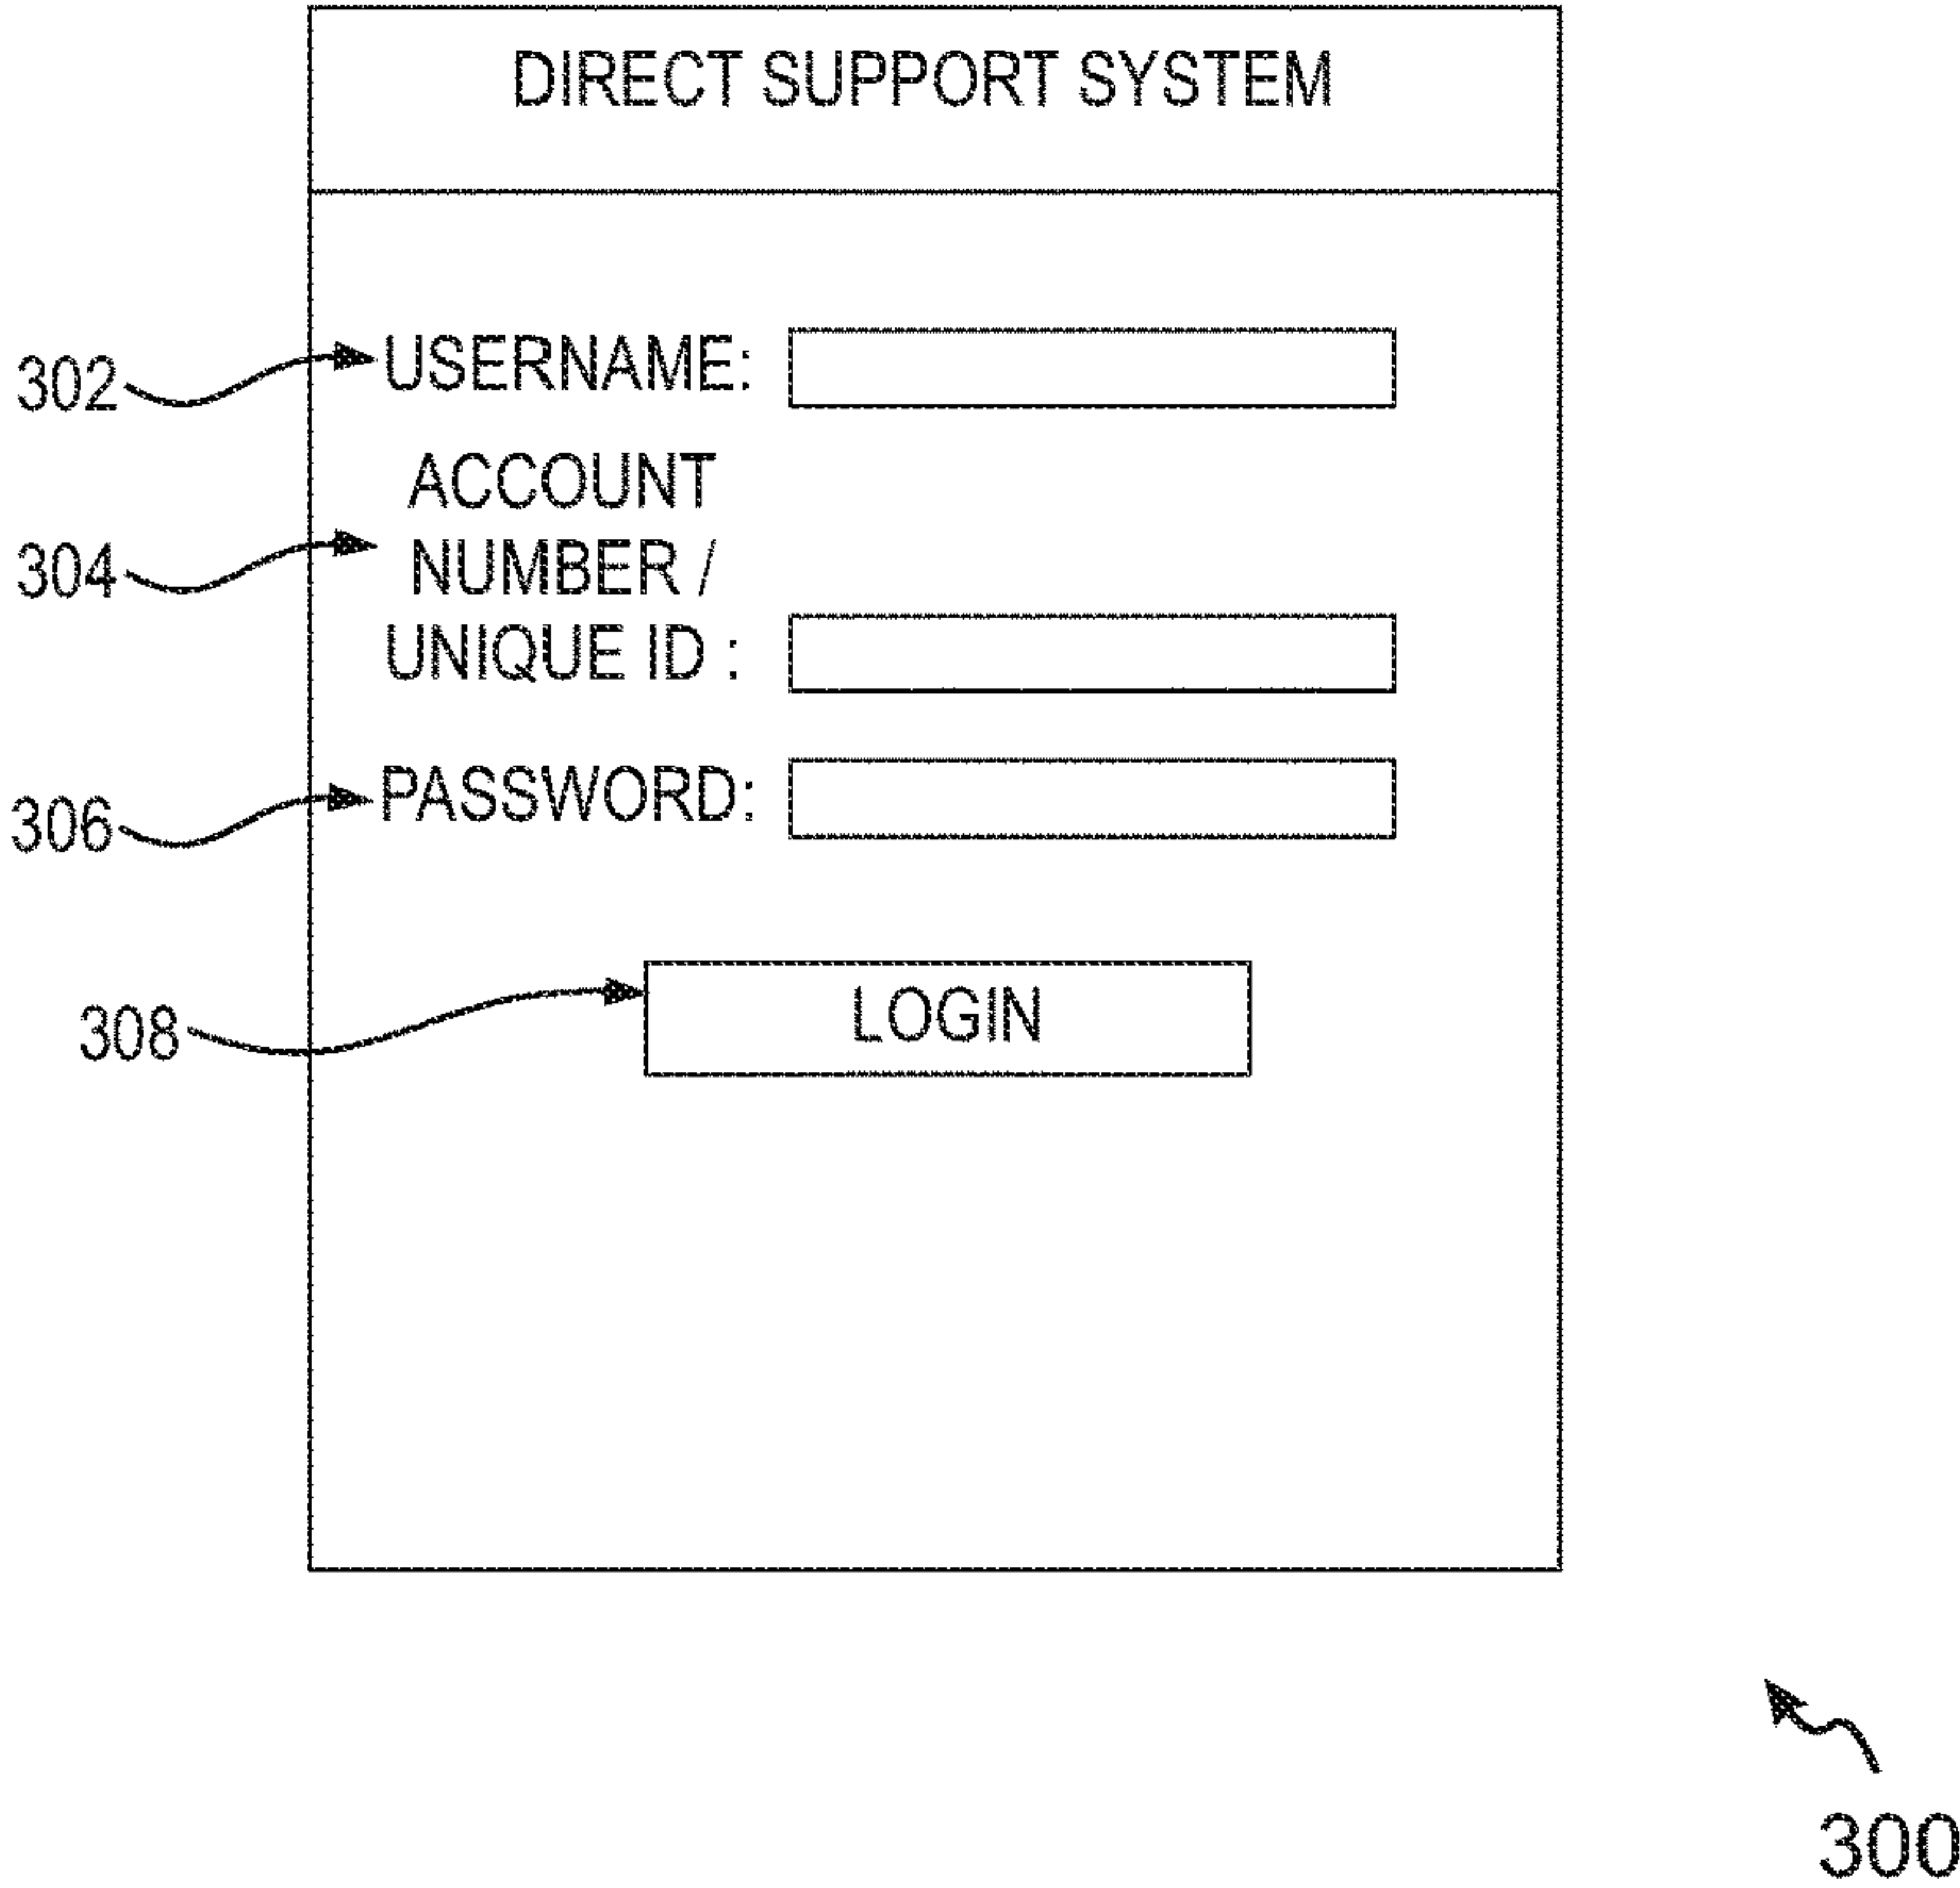 DIRECT SUPPORT SYSTEM
302 USERNAME:
ACCOUNT
304 NUMBER /
UNIQUE ID :
306 PASSWORD:
308 LOGIN
300